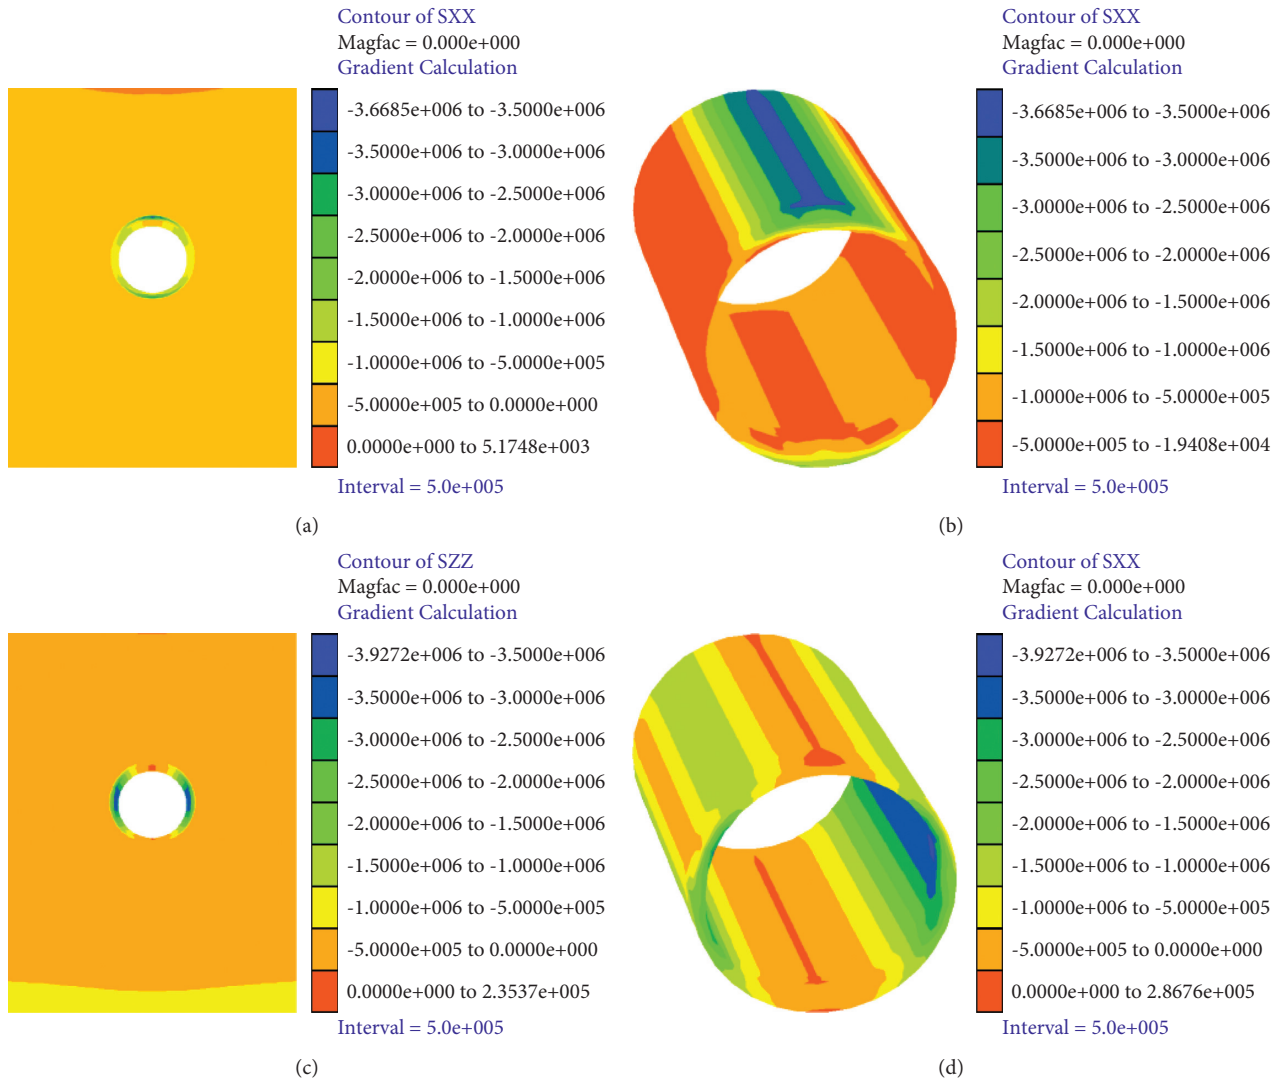 Contour of SXX
Magfac = 0.000e+000
Gradient Calculation
-3.6685e+006 to -3.5000e+006
-3.5000e+006 to -3.0000e+006
-3.0000e+006 to -2.5000e+006
-2.5000e+006 to -2.0000e+006
-2.0000e+006 to -1.5000e+006
-1.5000e+006 to -1.0000e+006
-1.0000e+006 to -5.0000e+005
-5.0000e+005 to 0.0000e+000
0.0000e+000 to 5.1748e+003
Interval = 5.0e+005
(a)
Contour of SXX
Magfac = 0.000e+000
Gradient Calculation
-3.6685e+006 to -3.5000e+006
-3.5000e+006 to -3.0000e+006
-3.0000e+006 to -2.5000e+006
-2.5000e+006 to -2.0000e+006
-2.0000e+006 to -1.5000e+006
-1.5000e+006 to -1.0000e+006
-1.0000e+006 to -5.0000e+005
-5.0000e+005 to -1.9408e+004
Interval = 5.0e+005
(b)
Contour of SZZ
Magfac = 0.000e+000
Gradient Calculation
-3.9272e+006 to -3.5000e+006
-3.5000e+006 to -3.0000e+006
-3.0000e+006 to -2.5000e+006
-2.5000e+006 to -2.0000e+006
-2.0000e+006 to -1.5000e+006
-1.5000e+006 to -1.0000e+006
-1.0000e+006 to -5.0000e+005
-5.0000e+005 to 0.0000e+000
0.0000e+000 to 2.3537e+005
Interval = 5.0e+005
(c)
Contour of SXX
Magfac = 0.000e+000
Gradient Calculation
-3.9272e+006 to -3.5000e+006
-3.5000e+006 to -3.0000e+006
-3.0000e+006 to -2.5000e+006
-2.5000e+006 to -2.0000e+006
-2.0000e+006 to -1.5000e+006
-1.5000e+006 to -1.0000e+006
-1.0000e+006 to -5.0000e+005
-5.0000e+005 to 0.0000e+000
0.0000e+000 to 2.8676e+005
Interval = 5.0e+005
(d)